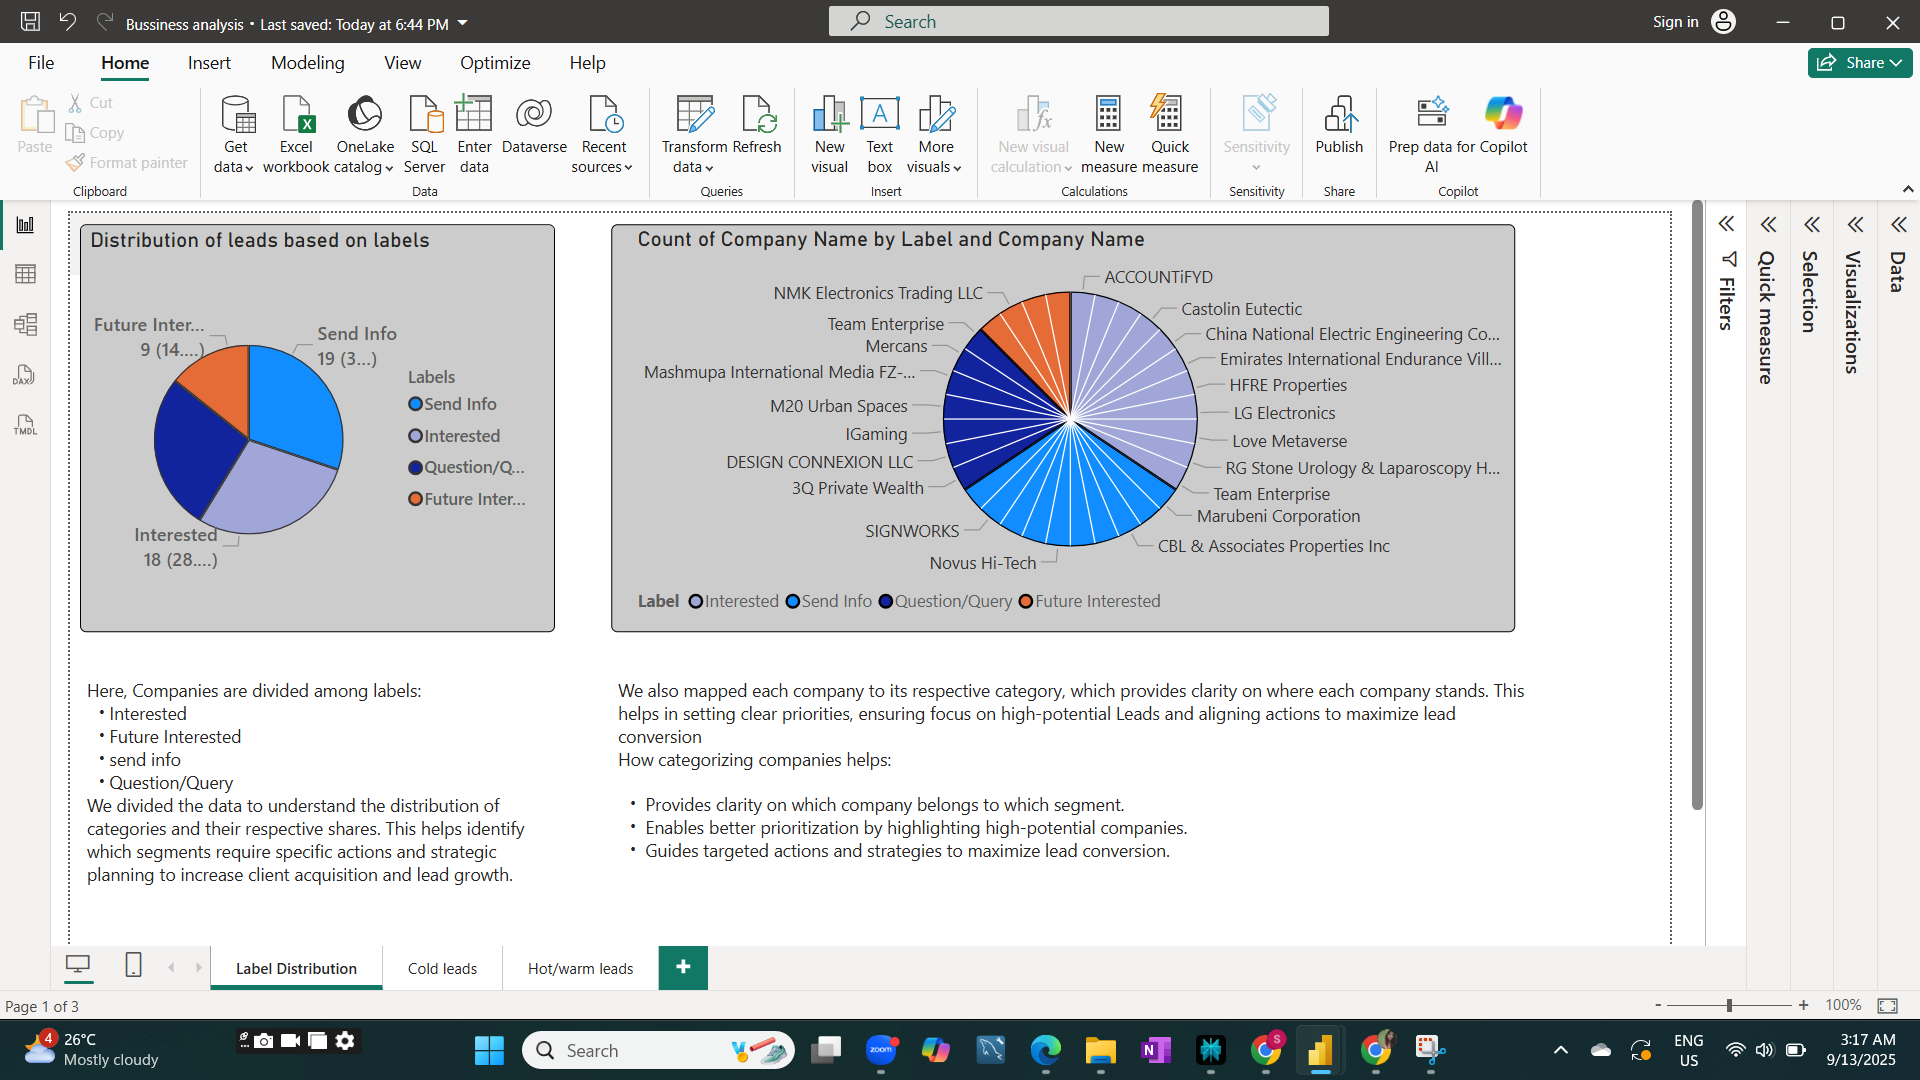 Bussiness analysis • Last saved: Today at 6:44 PM
Search
Sign in
File
Home
Insert
Modeling
View
Optimize
Help
Share
Paste
Cut
Copy
Format painter
Clipboard
Get data
Excel workbook
OneLake catalog
SQL Server
Enter data
Dataverse
Recent sources
Data
Transform data
Refresh
Queries
New visual
Text box
More visuals
Insert
New visual calculation
New measure
Quick measure
Calculations
Sensitivity
Sensitivity
Publish
Share
Prep data for AI
Copilot
Copilot
DAX
TMDL
Distribution of leads based on labels
Future Inter...
9 (14....)
Send Info
19 (3...)
Interested
18 (28....)
Labels
Send Info
Interested
Question/Q...
Future Inter...
Count of Company Name by Label and Company Name
NMK Electronics Trading LLC
Team Enterprise
Mercans
Mashmupa International Media FZ-...
M20 Urban Spaces
IGaming
DESIGN CONNEXION LLC
3Q Private Wealth
SIGNWORKS
Novus Hi-Tech
ACCOUNTiFYD
Castolin Eutectic
China National Electric Engineering Co...
Emirates International Endurance Vill...
HFRE Properties
LG Electronics
Love Metaverse
RG Stone Urology & Laparoscopy H...
Team Enterprise
Marubeni Corporation
CBL & Associates Properties Inc
Label Interested Send Info Question/Query Future Interested
Here, Companies are divided among labels:
• Interested
• Future Interested
• send info
• Question/Query
We divided the data to understand the distribution of
categories and their respective shares. This helps identify
which segments require specific actions and strategic
planning to increase client acquisition and lead growth.
We also mapped each company to its respective category, which provides clarity on where each company stands. This
helps in setting clear priorities, ensuring focus on high-potential Leads and aligning actions to maximize lead
conversion
How categorizing companies helps:
• Provides clarity on which company belongs to which segment.
• Enables better prioritization by highlighting high-potential companies.
• Guides targeted actions and strategies to maximize lead conversion.
Filters
Quick measure
Selection
Visualizations
Data
Label Distribution
Cold leads
Hot/warm leads
+
Page 1 of 3
- + 100%
4
26°C
Mostly cloudy
Search
zoom
N
S
ENG
US
3:17 AM
9/13/2025